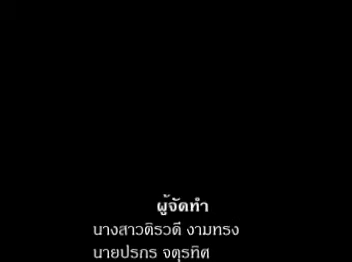 ผู้จัดทำ
นางสาวติรวดี งามทรง
นายปรกร จตุรทิศ